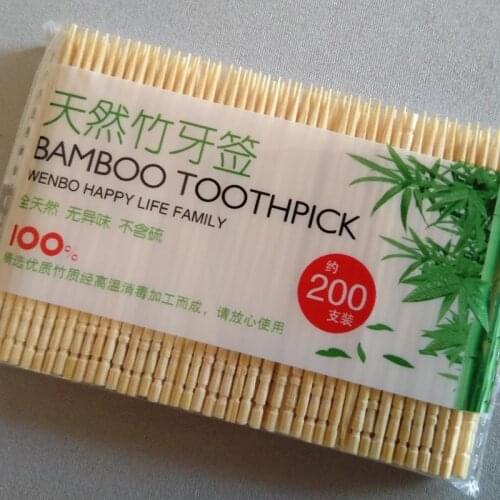 天然竹牙签
BAMBOO TOOTHPICK
WENBO HAPPY LIFE FAMILY
全天然 无异味 不含硫
100%
精选优质竹质经高温消毒加工而成，请放心使用
约
200
支装